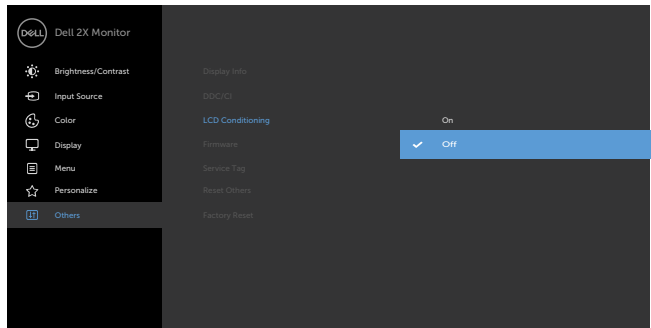 DELL
Dell 2X Monitor
Brightness/Contrast
Input Source
Color
Display
Menu
Personalize
Others
Display Info
DDC/CI
LCD Conditioning
Firmware
Service Tag
Reset Others
Factory Reset
On
Off